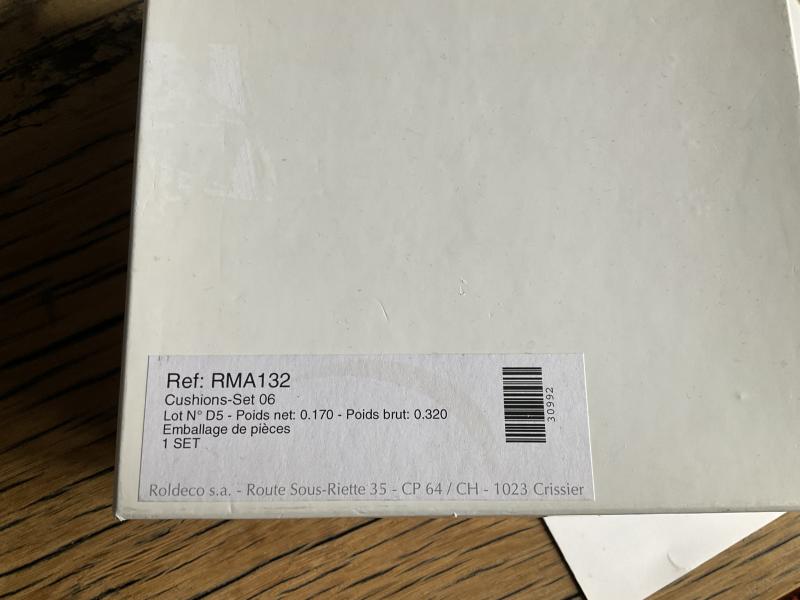 Ref: RMA132
Cushions-Set 06
Lot N° D5 - Poids net: 0.170 - Poids brut: 0.320
Emballage de pièces
1 SET
30992
Roldeco s.a. - Route Sous-Riette 35 - CP 64 / CH - 1023 Crissier